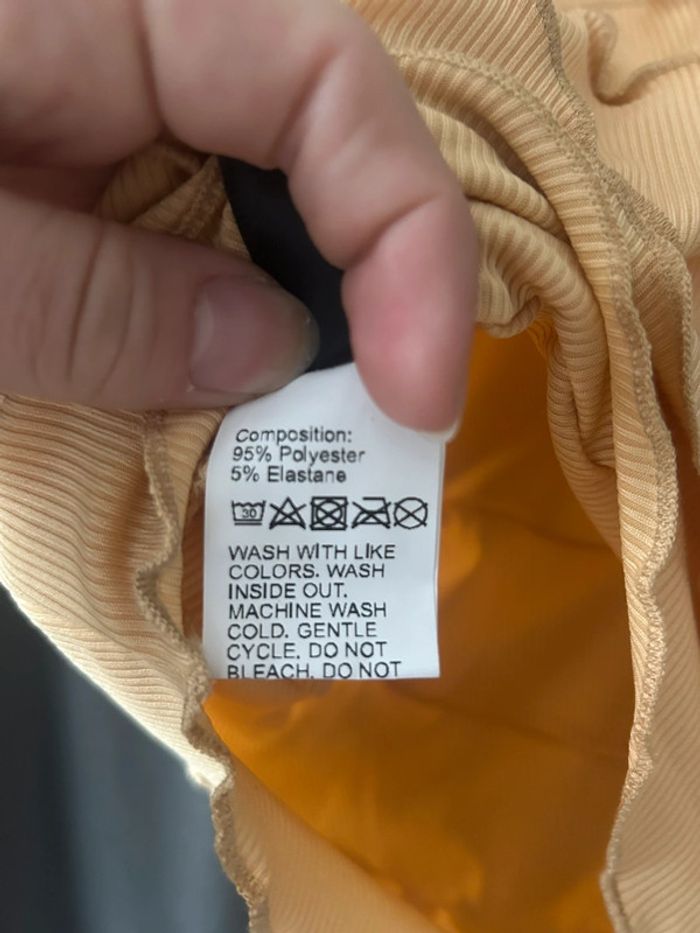 Composition:
95% Polyester
5% Elastane
30
WASH WITH LIKE
COLORS. WASH
INSIDE OUT.
MACHINE WASH
COLD. GENTLE
CYCLE. DO NOT
BLEACH. DO NOT